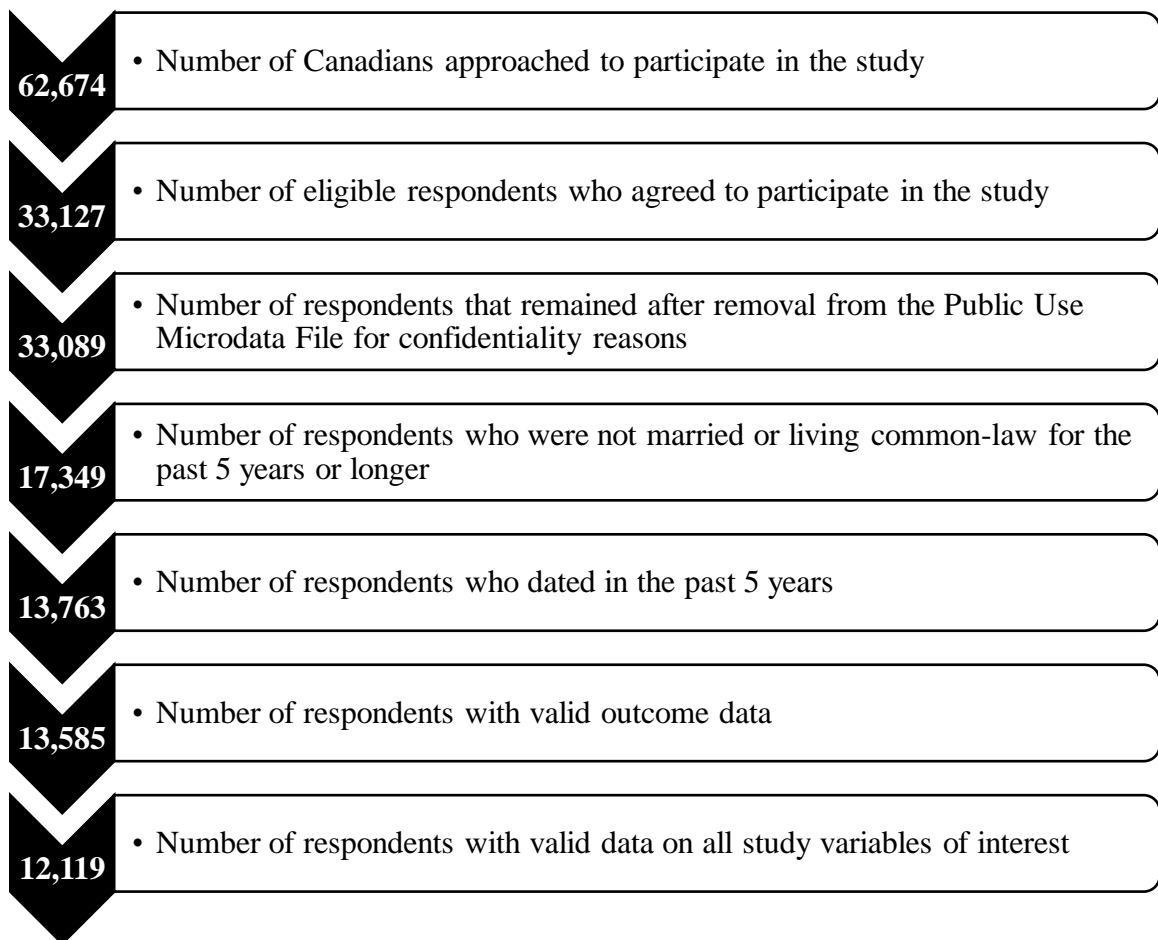 62,674
• Number of Canadians approached to participate in the study
33,127
• Number of eligible respondents who agreed to participate in the study
33,089
• Number of respondents that remained after removal from the Public Use
Microdata File for confidentiality reasons
17,349
• Number of respondents who were not married or living common-law for the
past 5 years or longer
13,763
• Number of respondents who dated in the past 5 years
13,585
• Number of respondents with valid outcome data
12,119
• Number of respondents with valid data on all study variables of interest